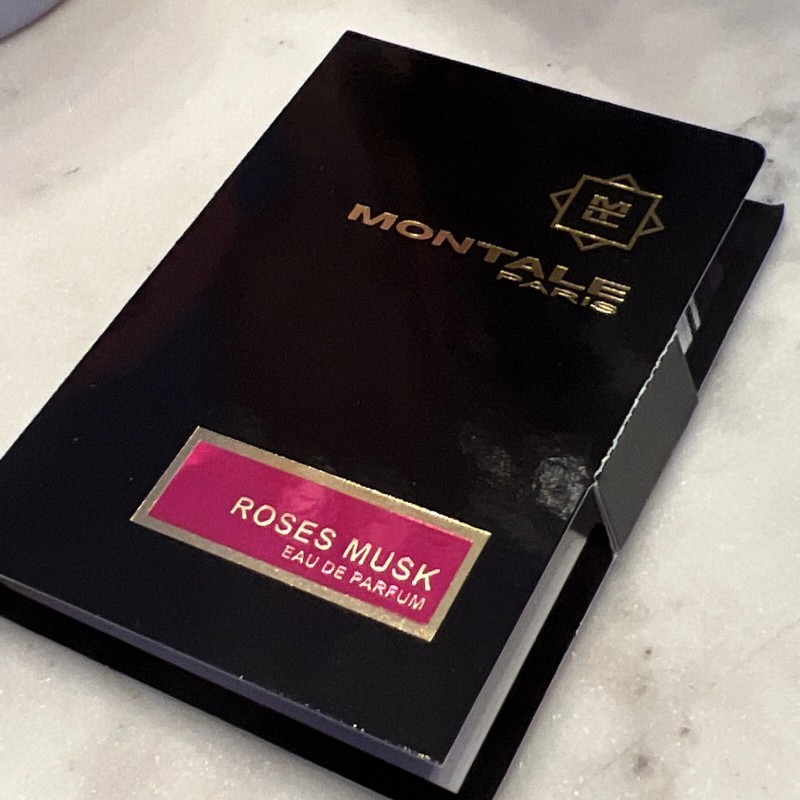 MONTALE
PARIS
ROSES MUSK
EAU DE PARFUM